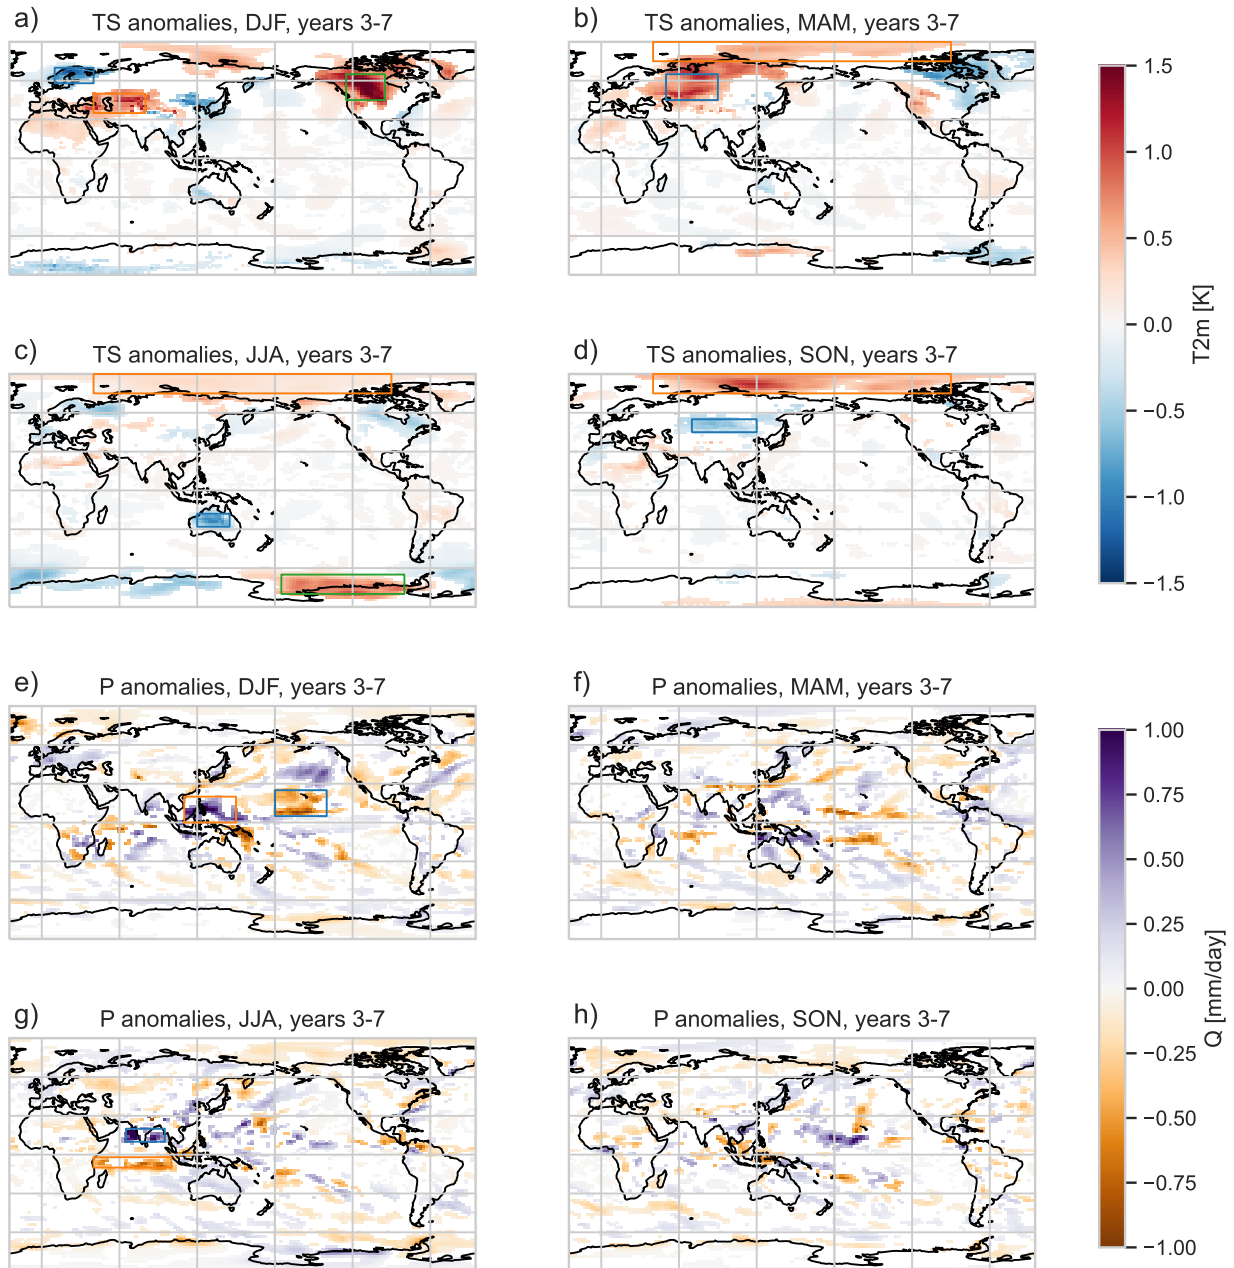 a) TS anomalies, DJF, years 3-7
b) TS anomalies, MAM, years 3-7
c) TS anomalies, JJA, years 3-7
d) TS anomalies, SON, years 3-7
1.5
1.0
0.5
0.0
−0.5
−1.0
−1.5
T2m [K]
e) P anomalies, DJF, years 3-7
f) P anomalies, MAM, years 3-7
g) P anomalies, JJA, years 3-7
h) P anomalies, SON, years 3-7
1.00
0.75
0.50
0.25
0.00
−0.25
−0.50
−0.75
−1.00
Q [mm/day]